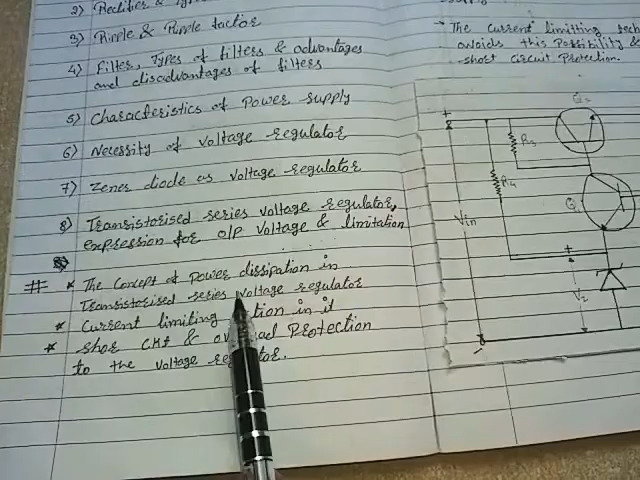 2) Rectifier & its
3) Ripple & Ripple factor
4) Filter, Types of filters & advantages
and disadvantages of filters
5) Characteristics of Power supply
6) Necessity of voltage regulator
7) Zener diode as voltage regulator
8) Transistorised series voltage regulator,
expression for o/p voltage & limitation
# * The Concept of Power dissipation in
Transistorised series voltage regulator
* Current limiting in it
* Shor CKt & Protection
to the voltage
→ The current limitting
avoids this possibility &
short circuit Protection.
+
R3
R4
Vin
+
Vz
-